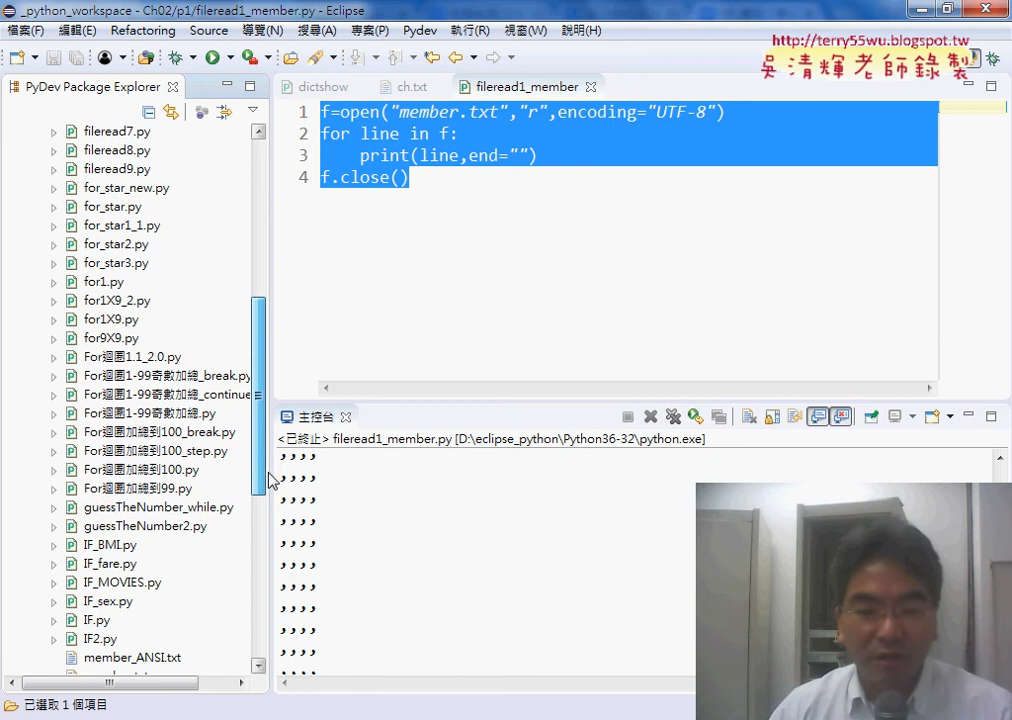 _python_workspace - Ch02/p1/fileread1_member.py - Eclipse
檔案(F) 編輯(E) Refactoring Source 導覽(N) 搜尋(A) 專案(P) Pydev 執行(R) 視窗(W) 說明(H)
http://terry55wu.blogspot.tw
吳清輝老師錄製
PyDev Package Explorer
dictshow ch.txt fileread1_member
fileread7.py
fileread8.py
fileread9.py
for_star_new.py
for_star.py
for_star1_1.py
for_star2.py
for_star3.py
for1.py
for1X9_2.py
for1X9.py
for9X9.py
For迴圈1.1_2.0.py
For迴圈1-99奇數加總_break.py
For迴圈1-99奇數加總_continue
For迴圈1-99奇數加總.py
For迴圈加總到100_break.py
For迴圈加總到100_step.py
For迴圈加總到100.py
For迴圈加總到99.py
guessTheNumber_while.py
guessTheNumber2.py
IF_BMI.py
IF_fare.py
IF_MOVIES.py
IF_sex.py
IF.py
IF2.py
member_ANSI.txt
1 f=open("member.txt","r",encoding="UTF-8")
2 for line in f:
3 print(line,end="")
4 f.close()
主控台
<已終止> fileread1_member.py [D:\eclipse_python\Python36-32\python.exe]
,,,,
,,,,
,,,,
,,,,
,,,,
,,,,
,,,,
,,,,
,,,,
,,,,
,,,,
已選取 1 個項目